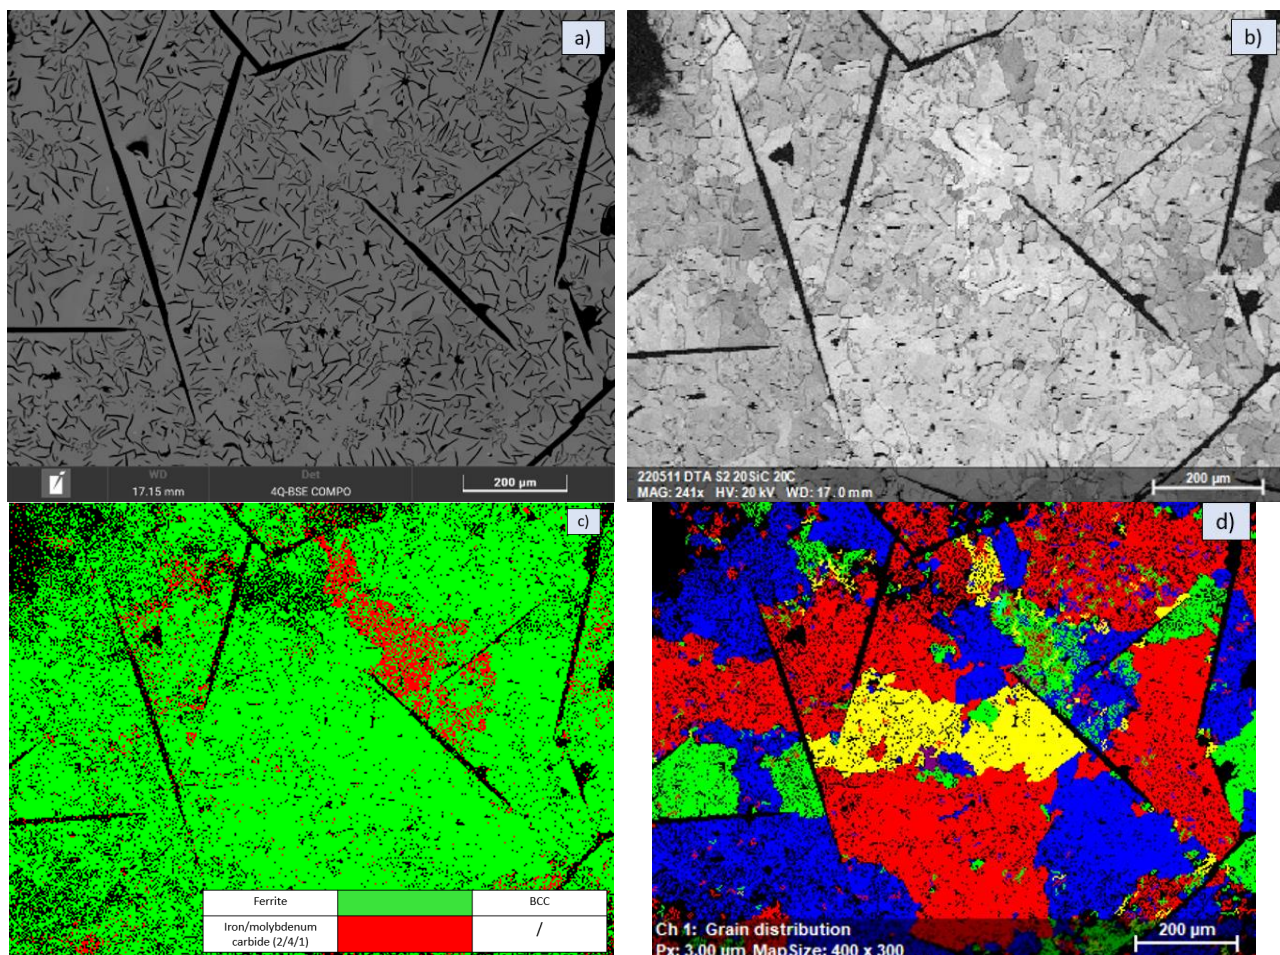 a)
WD
17.15 mm
Det
4Q-BSE COMPO
200 µm
b)
220511 DTA S2 20SiC 20C
MAG: 241x HV: 20 kV WD: 17.0 mm
200 µm
c)
Ferrite
BCC
Iron/molybdenum
carbide (2/4/1)
/
d)
Ch 1: Grain distribution
Px: 3.00 µm MapSize: 400 x 300
200 µm